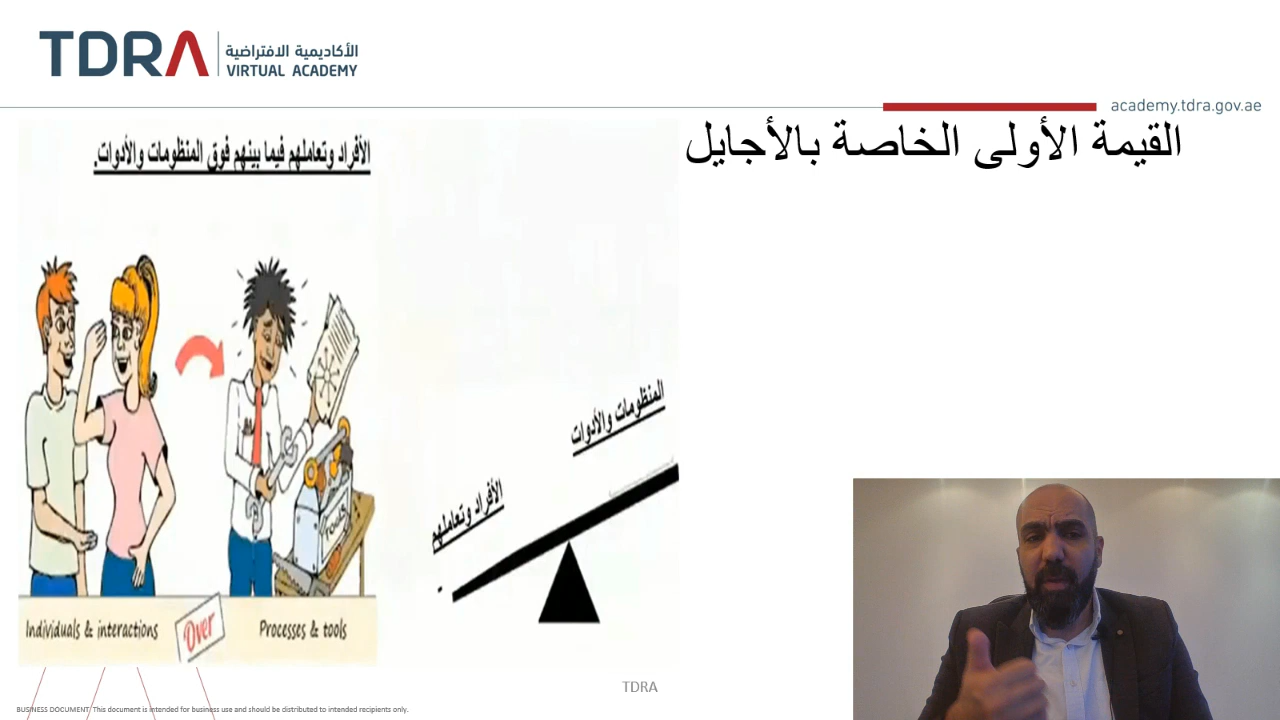 TDRA
الأكاديمية الافتراضية
VIRTUAL ACADEMY
academy.tdra.gov.ae
القيمة الأولى الخاصة بالأجايل
الأفراد وتعاملهم فيما بينهم فوق المنظومات والأدوات.
المنظومات والأدوات
الأفراد وتعاملهم
Tools
Individuals & interactions
Over
Processes & tools
TDRA
BUSINESS DOCUMENT This document is intended for business use and should be distributed to intended recipients only.